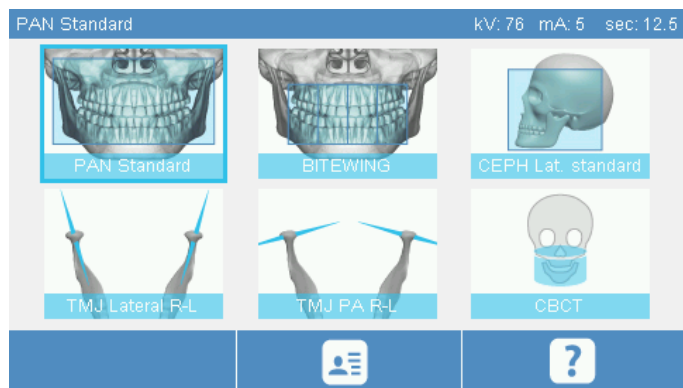 PAN Standard kV: 76 mA: 5 sec: 12.5
PAN Standard BITEWING CEPH Lat. standard
TMJ Lateral R-L TMJ PA R-L CBCT
?